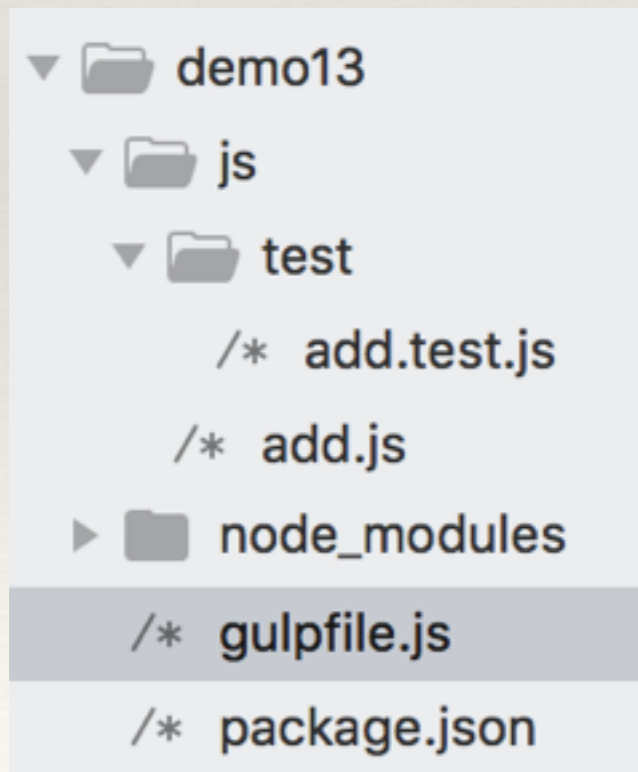 demo13
js
test
/* add.test.js
/* add.js
node_modules
/* gulpfile.js
/* package.json